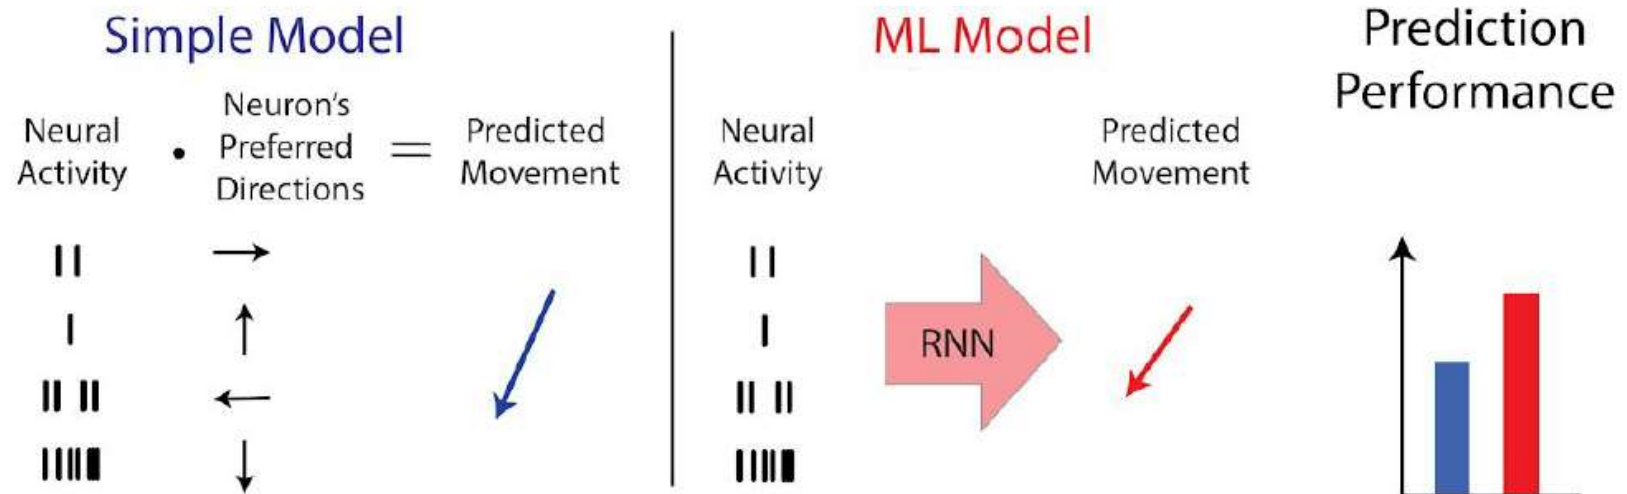 Simple Model
Neural
Activity
•
Neuron's
Preferred
Directions
=
Predicted
Movement
ML Model
Neural
Activity
RNN
Predicted
Movement
Prediction
Performance